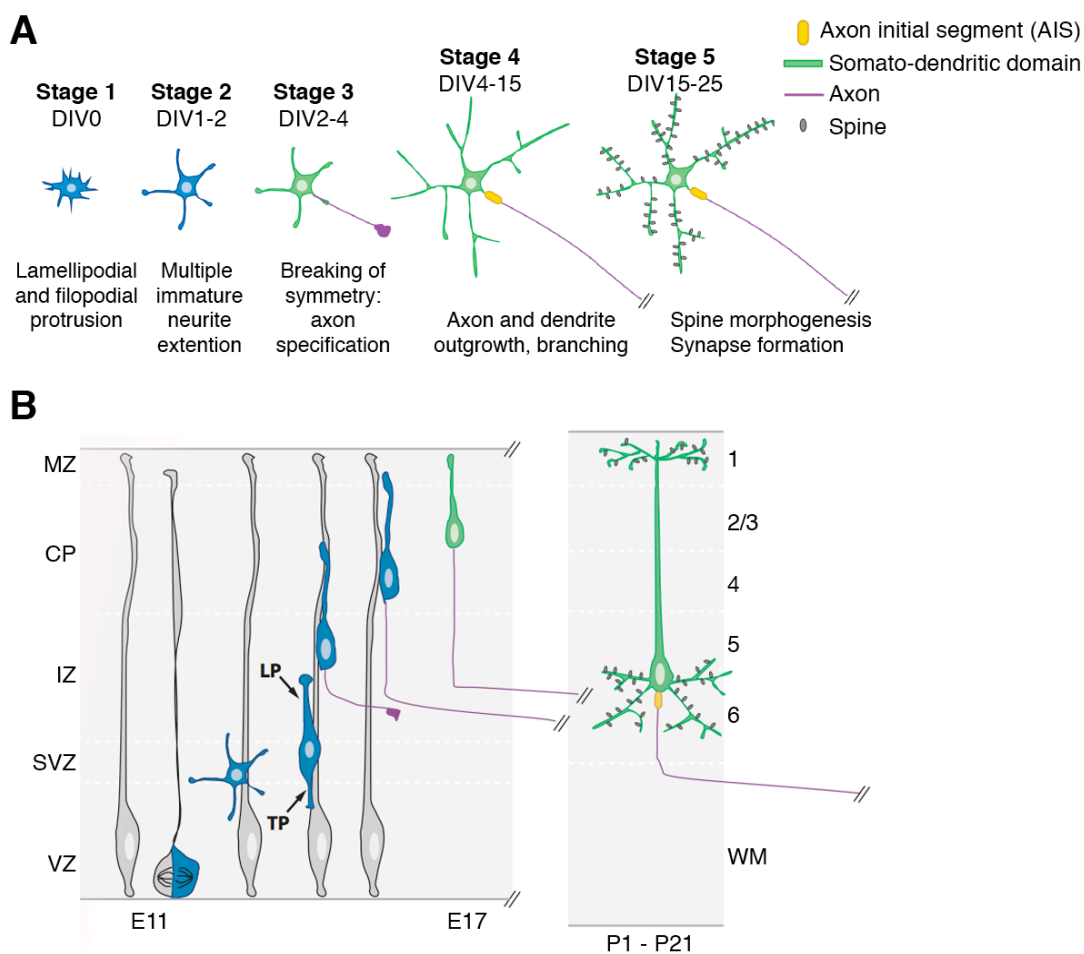 A
Stage 1
DIV0
Stage 2
DIV1-2
Stage 3
DIV2-4
Stage 4
DIV4-15
Stage 5
DIV15-25
Axon initial segment (AIS)
Somato-dendritic domain
Axon
Spine
Lamellipodial
and filopodial
protrusion
Multiple
immature
neurite
extention
Breaking of
symmetry:
axon
specification
Axon and dendrite
outgrowth, branching
Spine morphogenesis
Synapse formation
B
MZ
CP
IZ
SVZ
VZ
LP
TP
E11
E17
1
2/3
4
5
6
WM
P1 - P21